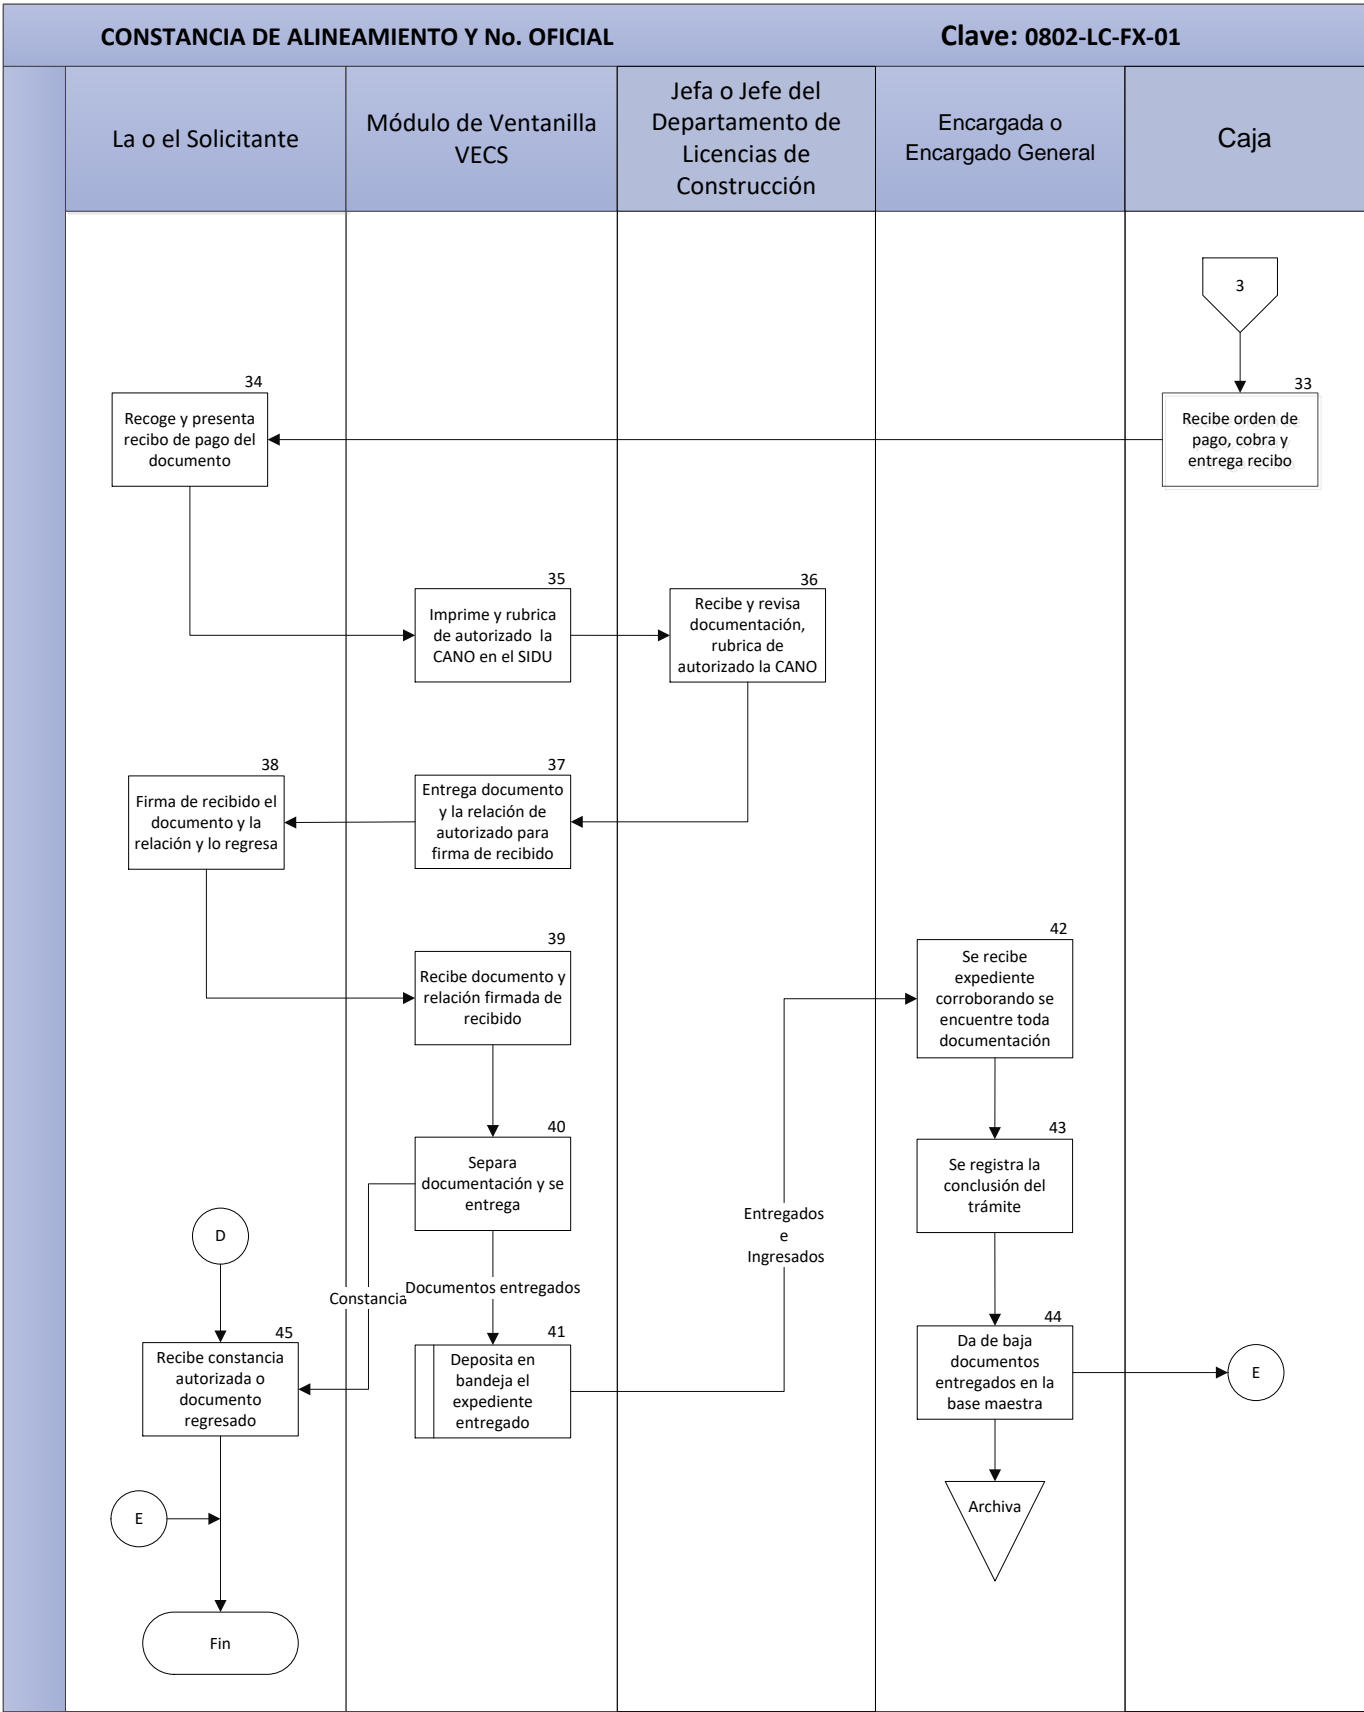 CONSTANCIA DE ALINEAMIENTO Y No. OFICIAL
Clave: 0802-LC-FX-01
La o el Solicitante
Módulo de Ventanilla
VECS
Jefa o Jefe del
Departamento de
Licencias de
Construcción
Encargada o
Encargado General
Caja
3
33
Recibe orden de
pago, cobra y
entrega recibo
34
Recoge y presenta
recibo de pago del
documento
35
Imprime y rubrica
de autorizado la
CANO en el SIDU
36
Recibe y revisa
documentación,
rubrica de
autorizado la CANO
37
Entrega documento
y la relación de
autorizado para
firma de recibido
38
Firma de recibido el
documento y la
relación y lo regresa
39
Recibe documento y
relación firmada de
recibido
40
Separa
documentación y se
entrega
Constancia
Documentos entregados
41
Deposita en
bandeja el
expediente
entregado
Entregados
e
Ingresados
42
Se recibe
expediente
corroborando se
encuentre toda
documentación
43
Se registra la
conclusión del
trámite
44
Da de baja
documentos
entregados en la
base maestra
E
Archiva
D
45
Recibe constancia
autorizada o
documento
regresado
E
Fin